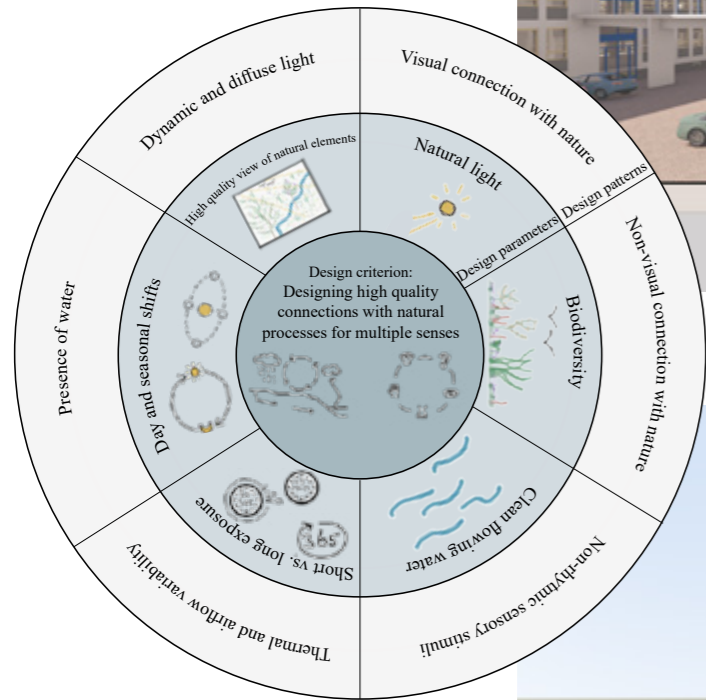 Dynamic and diffuse light
Visual connection with nature
Design patterns
Non-visual connection with nature
Non-rhytmic sensory stimuli
Thermal and airflow variability
Presence of water
High quality view of natural elements
Natural light
Design parameters
Biodiversity
Clean flowing water
Short vs. long exposure
365
Day and seasonal shifts
Design criterion:
Designing high quality
connections with natural
processes for multiple senses